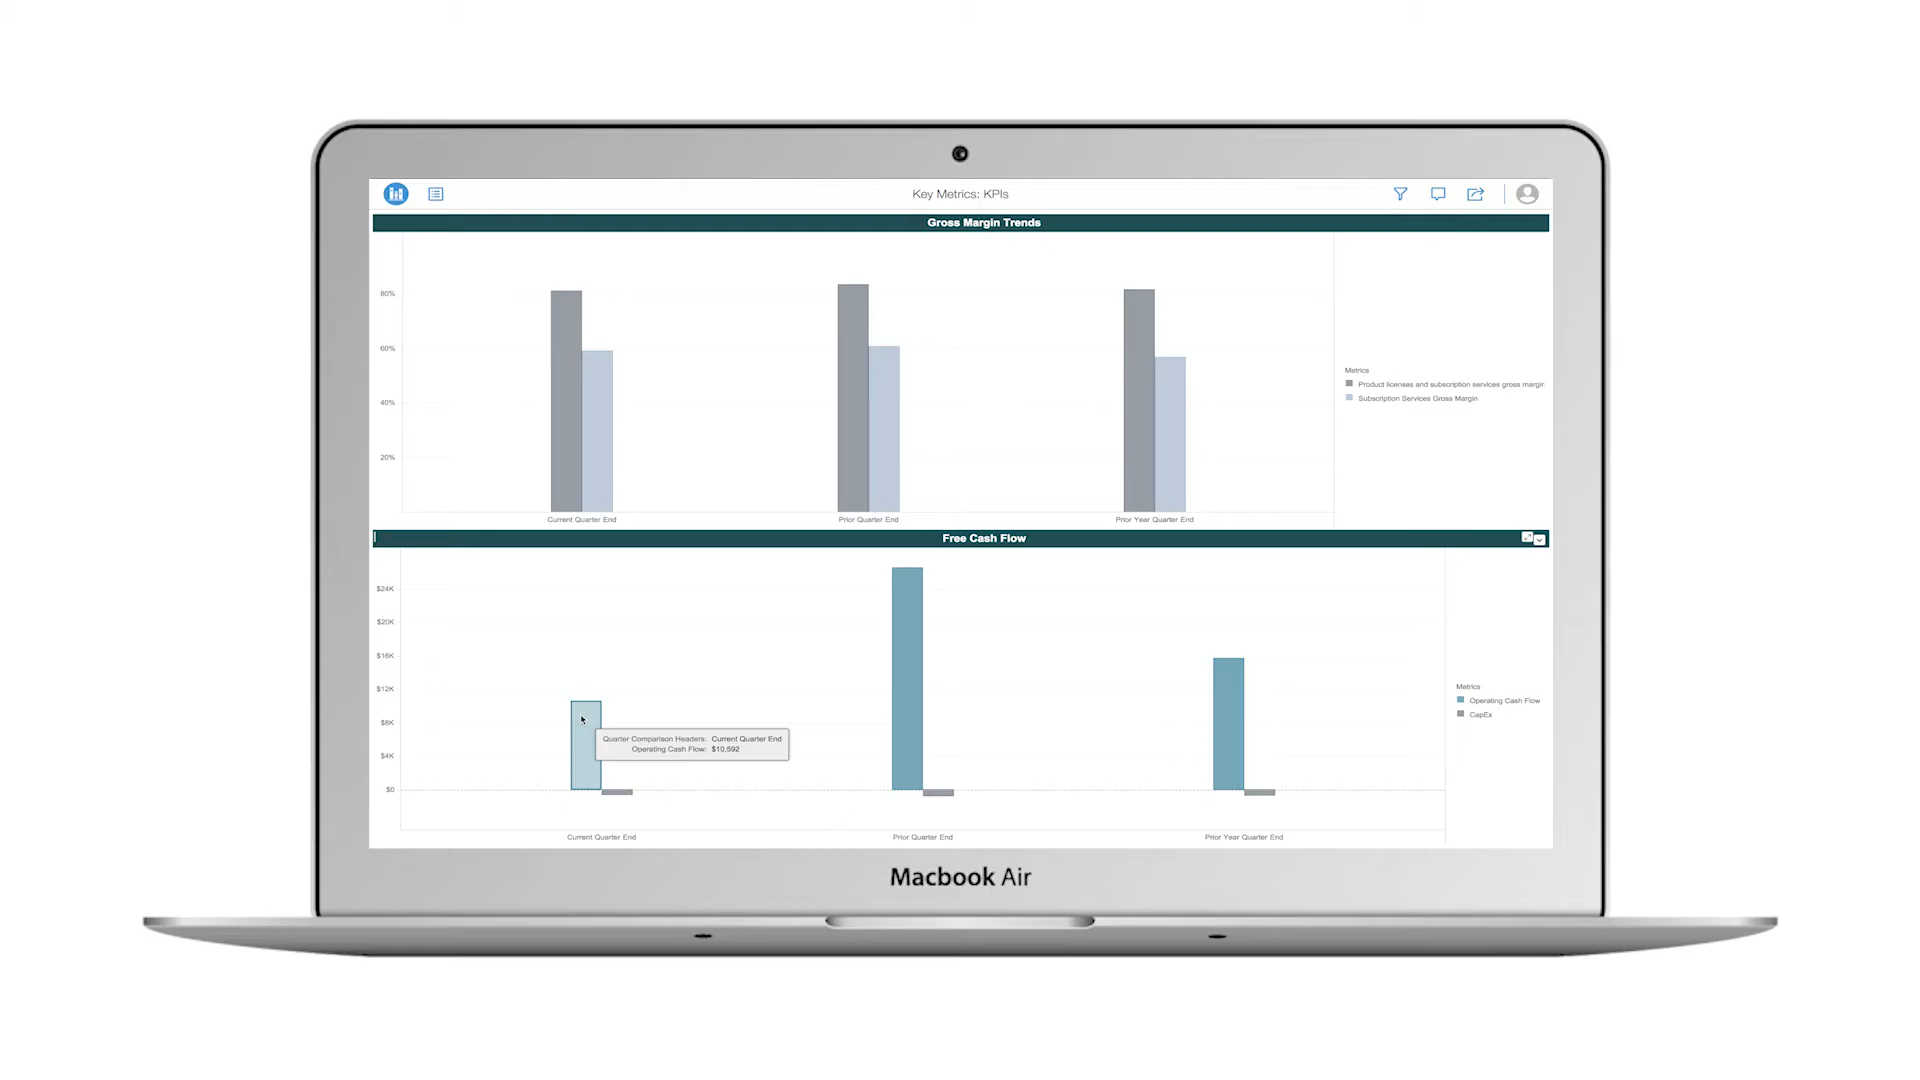 Key Metrics: KPIs
Gross Margin Trends
80%
60%
40%
20%
Current Quarter End
Prior Quarter End
Prior Year Quarter End
Metrics
Product licenses and subscription services gross margin
Subscription Services Gross Margin
Free Cash Flow
$24K
$20K
$16K
$12K
$8K
$4K
$0
Quarter Comparison Headers: Current Quarter End
Operating Cash Flow: $10,592
Current Quarter End
Prior Quarter End
Prior Year Quarter End
Metrics
Operating Cash Flow
CapEx
Macbook Air